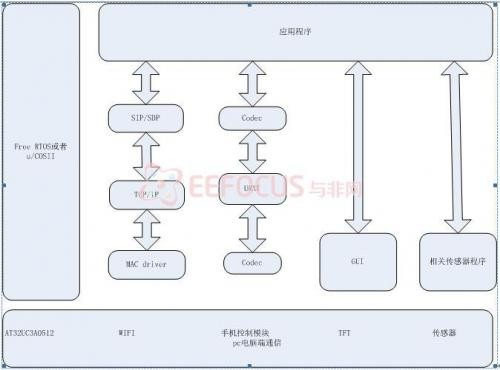 应用程序
Free RTOS或者
u/COSII
SIP/SDP
Codec
TCP/iP
EEFOCUS与非网
MAC driver
Codec
GUI
相关传感器程序
AT32UC3A0512
WIFI
手机控制模块
pc电脑端通信
TFT
传感器